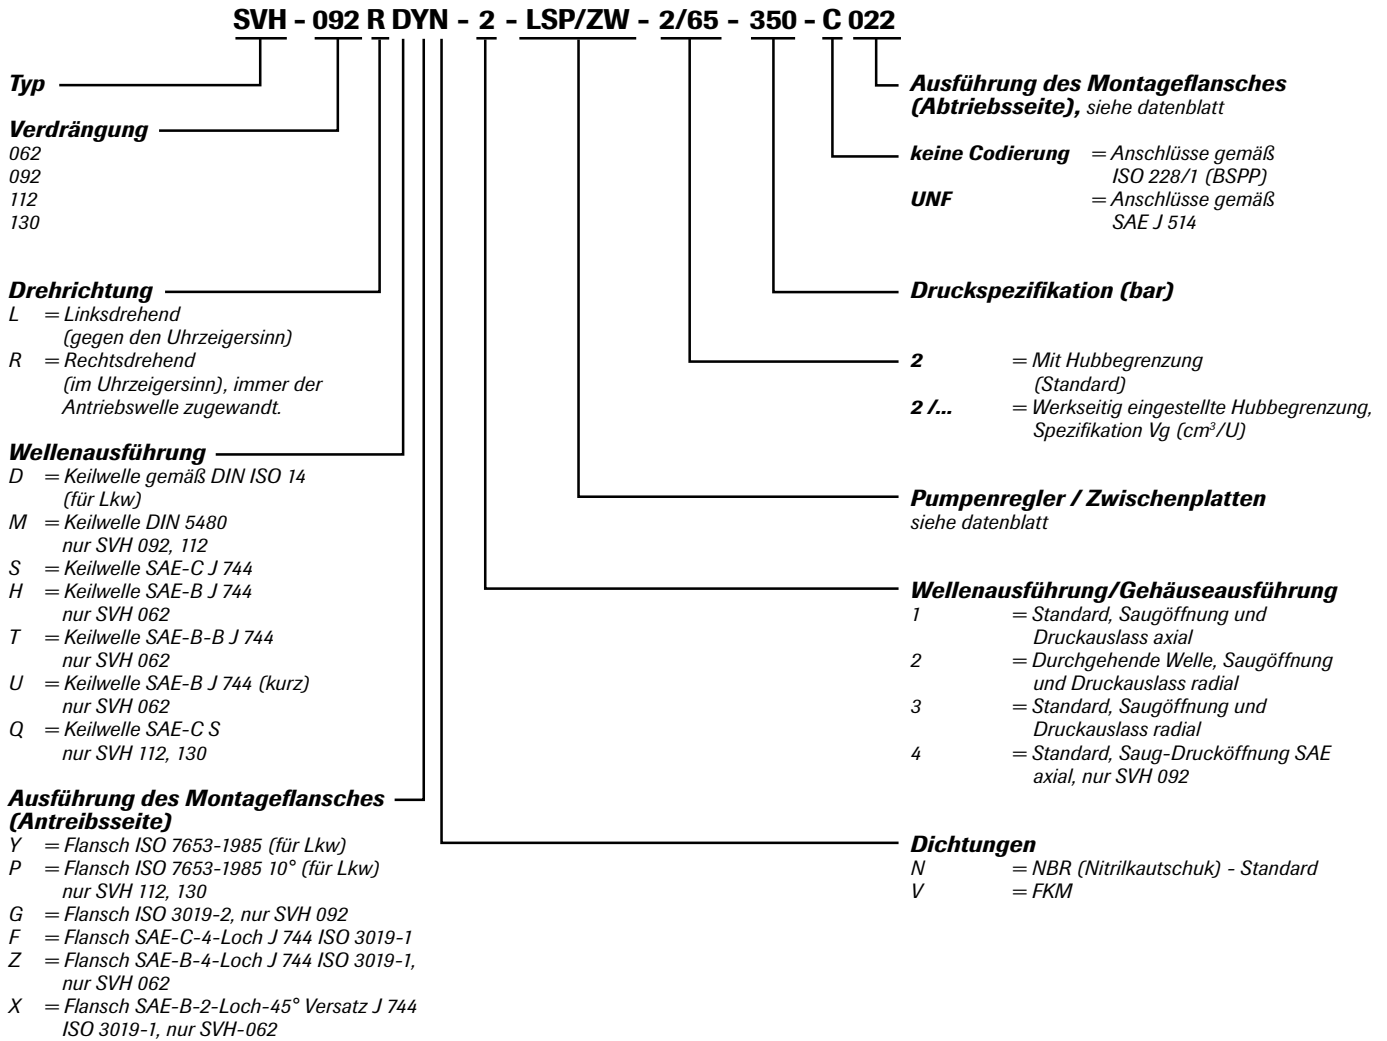 SVH - 092 R DYN - 2 - LSP/ZW - 2/65 - 350 - C 022
Typ
Verdrängung
062
092
112
130
Drehrichtung
L = Linksdrehend
(gegen den Uhrzeigersinn)
R = Rechtsdrehend
(im Uhrzeigersinn), immer der
Antriebswelle zugewandt.
Wellenausführung
D = Keilwelle gemäß DIN ISO 14
(für Lkw)
M = Keilwelle DIN 5480
nur SVH 092, 112
S = Keilwelle SAE-C J 744
H = Keilwelle SAE-B J 744
nur SVH 062
T = Keilwelle SAE-B-B J 744
nur SVH 062
U = Keilwelle SAE-B J 744 (kurz)
nur SVH 062
Q = Keilwelle SAE-C S
nur SVH 112, 130
Ausführung des Montageflansches
(Antreibsseite)
Y = Flansch ISO 7653-1985 (für Lkw)
P = Flansch ISO 7653-1985 10° (für Lkw)
nur SVH 112, 130
G = Flansch ISO 3019-2, nur SVH 092
F = Flansch SAE-C-4-Loch J 744 ISO 3019-1
Z = Flansch SAE-B-4-Loch J 744 ISO 3019-1,
nur SVH 062
X = Flansch SAE-B-2-Loch-45° Versatz J 744
ISO 3019-1, nur SVH-062
Ausführung des Montageflansches
(Abtriebsseite), siehe datenblatt
keine Codierung = Anschlüsse gemäß
ISO 228/1 (BSPP)
UNF = Anschlüsse gemäß
SAE J 514
Druckspezifikation (bar)
2 = Mit Hubbegrenzung
(Standard)
2 /... = Werkseitig eingestellte Hubbegrenzung,
Spezifikation Vg (cm³/U)
Pumpenregler / Zwischenplatten
siehe datenblatt
Wellenausführung/Gehäuseausführung
1 = Standard, Saugöffnung und
Druckauslass axial
2 = Durchgehende Welle, Saugöffnung
und Druckauslass radial
3 = Standard, Saugöffnung und
Druckauslass radial
4 = Standard, Saug-Drucköffnung SAE
axial, nur SVH 092
Dichtungen
N = NBR (Nitrilkautschuk) - Standard
V = FKM